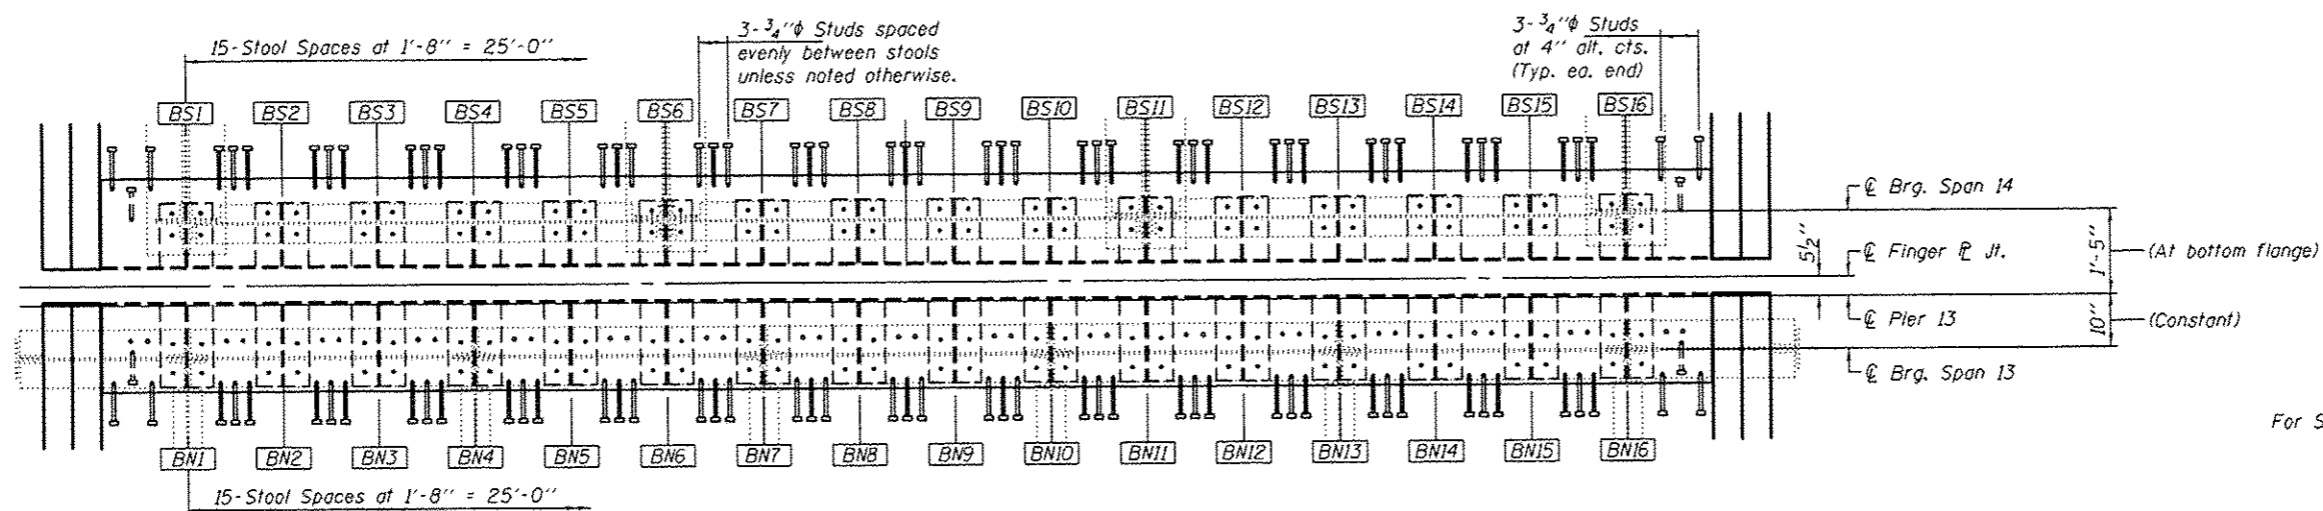 15-Stool Spaces at 1'-8" = 25'-0"
3-3/4"ϕ Studs spaced
evenly between stools
unless noted otherwise.
3-3/4"ϕ Studs
at 4" alt. cts.
(Typ. ea. end)
BS1 BS2 BS3 BS4 BS5 BS6 BS7 BS8 BS9 BS10 BS11 BS12 BS13 BS14 BS15 BS16
℄ Brg. Span 14
5½"
℄ Finger ℙ Jt.
1'-5"
(At bottom flange)
℄ Pier 13
10"
(Constant)
℄ Brg. Span 13
For S
BN1 BN2 BN3 BN4 BN5 BN6 BN7 BN8 BN9 BN10 BN11 BN12 BN13 BN14 BN15 BN16
15-Stool Spaces at 1'-8" = 25'-0"